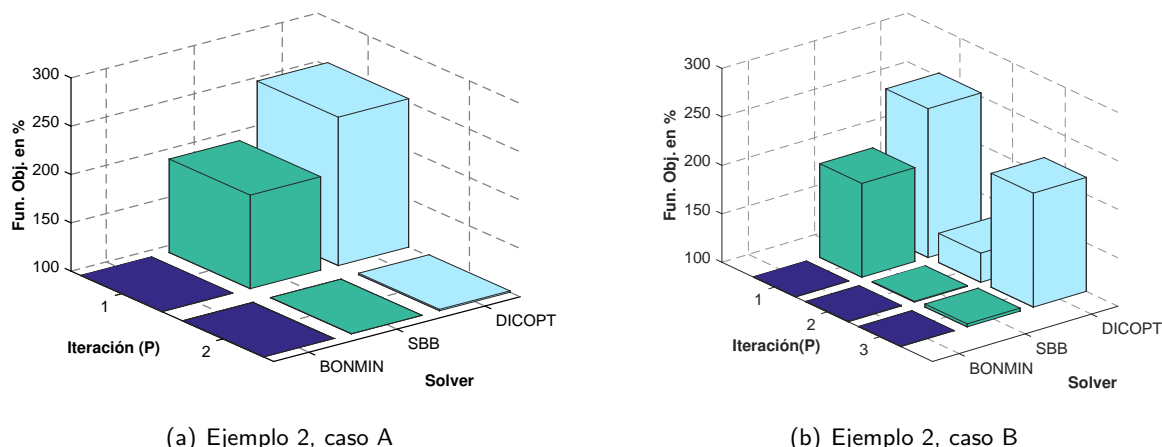 300
250
200
150
100
Fun. Obj. en %
1
2
Iteración (P)
BONMIN
SBB
DICOPT
Solver
(a) Ejemplo 2, caso A
300
250
200
150
100
Fun. Obj. en %
1
2
3
Iteración(P)
BONMIN
SBB
DICOPT
Solver
(b) Ejemplo 2, caso B